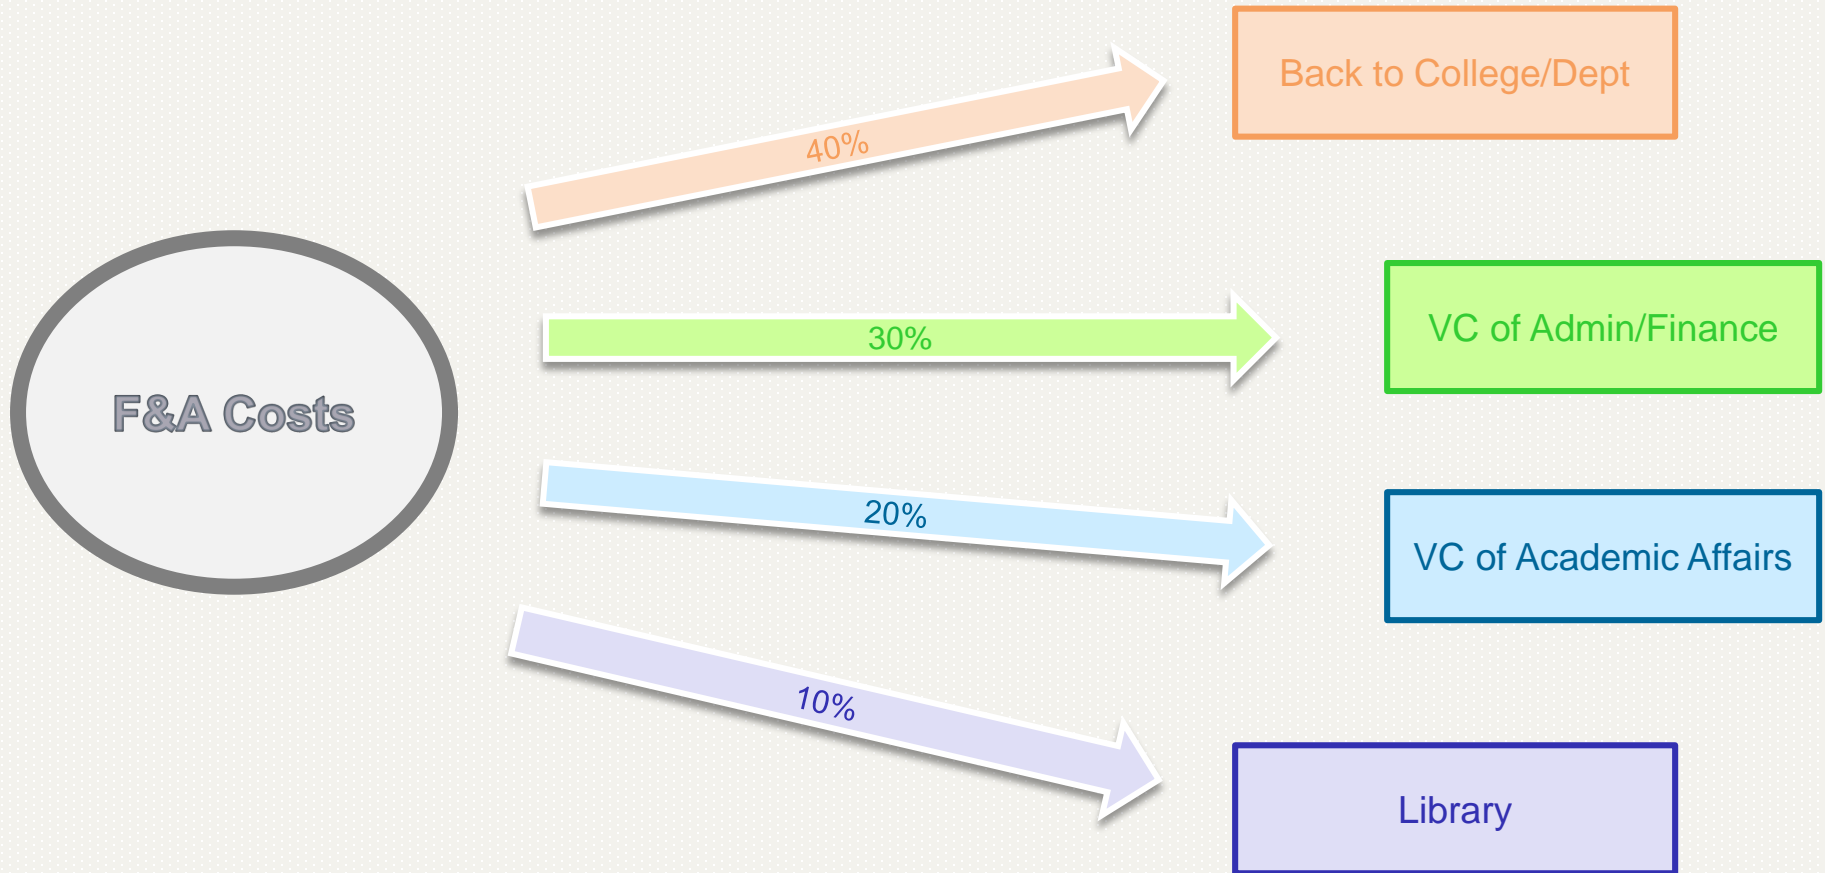 F&A Costs
40%
Back to College/Dept
30%
VC of Admin/Finance
20%
VC of Academic Affairs
10%
Library